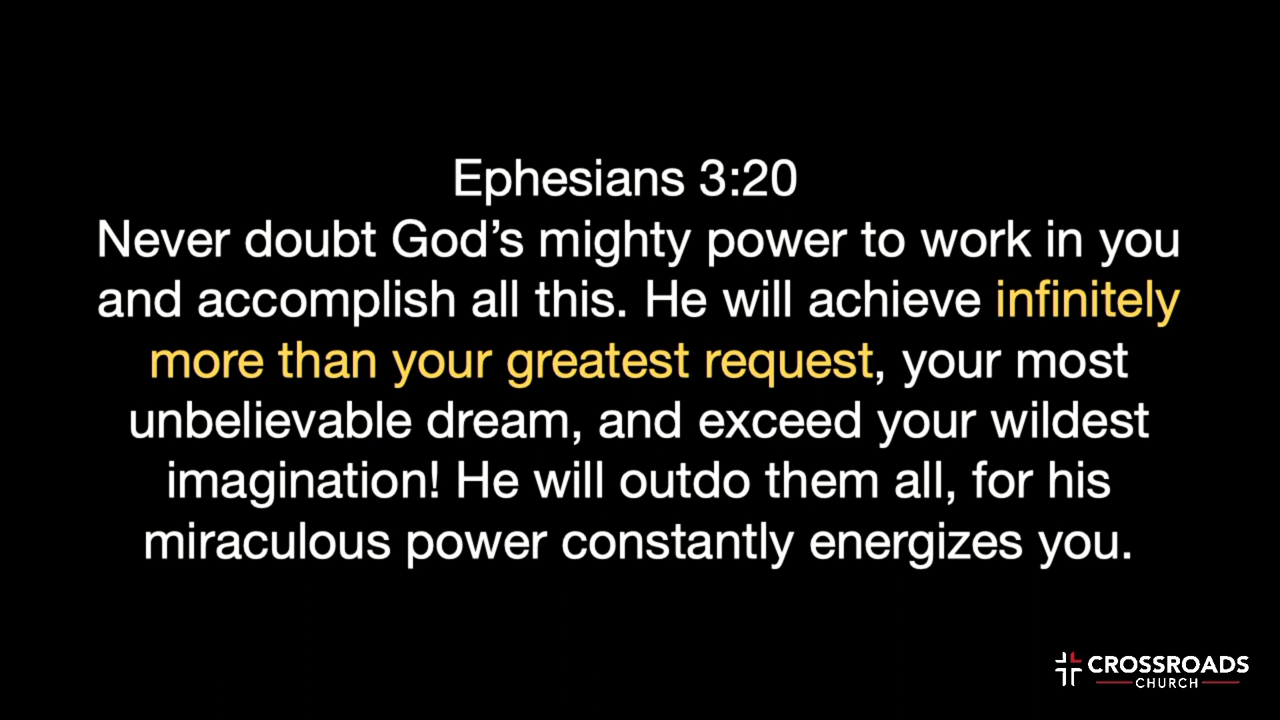 Ephesians 3:20
Never doubt God’s mighty power to work in you
and accomplish all this. He will achieve infinitely
more than your greatest request, your most
unbelievable dream, and exceed your wildest
imagination! He will outdo them all, for his
miraculous power constantly energizes you.
CROSSROADS
CHURCH